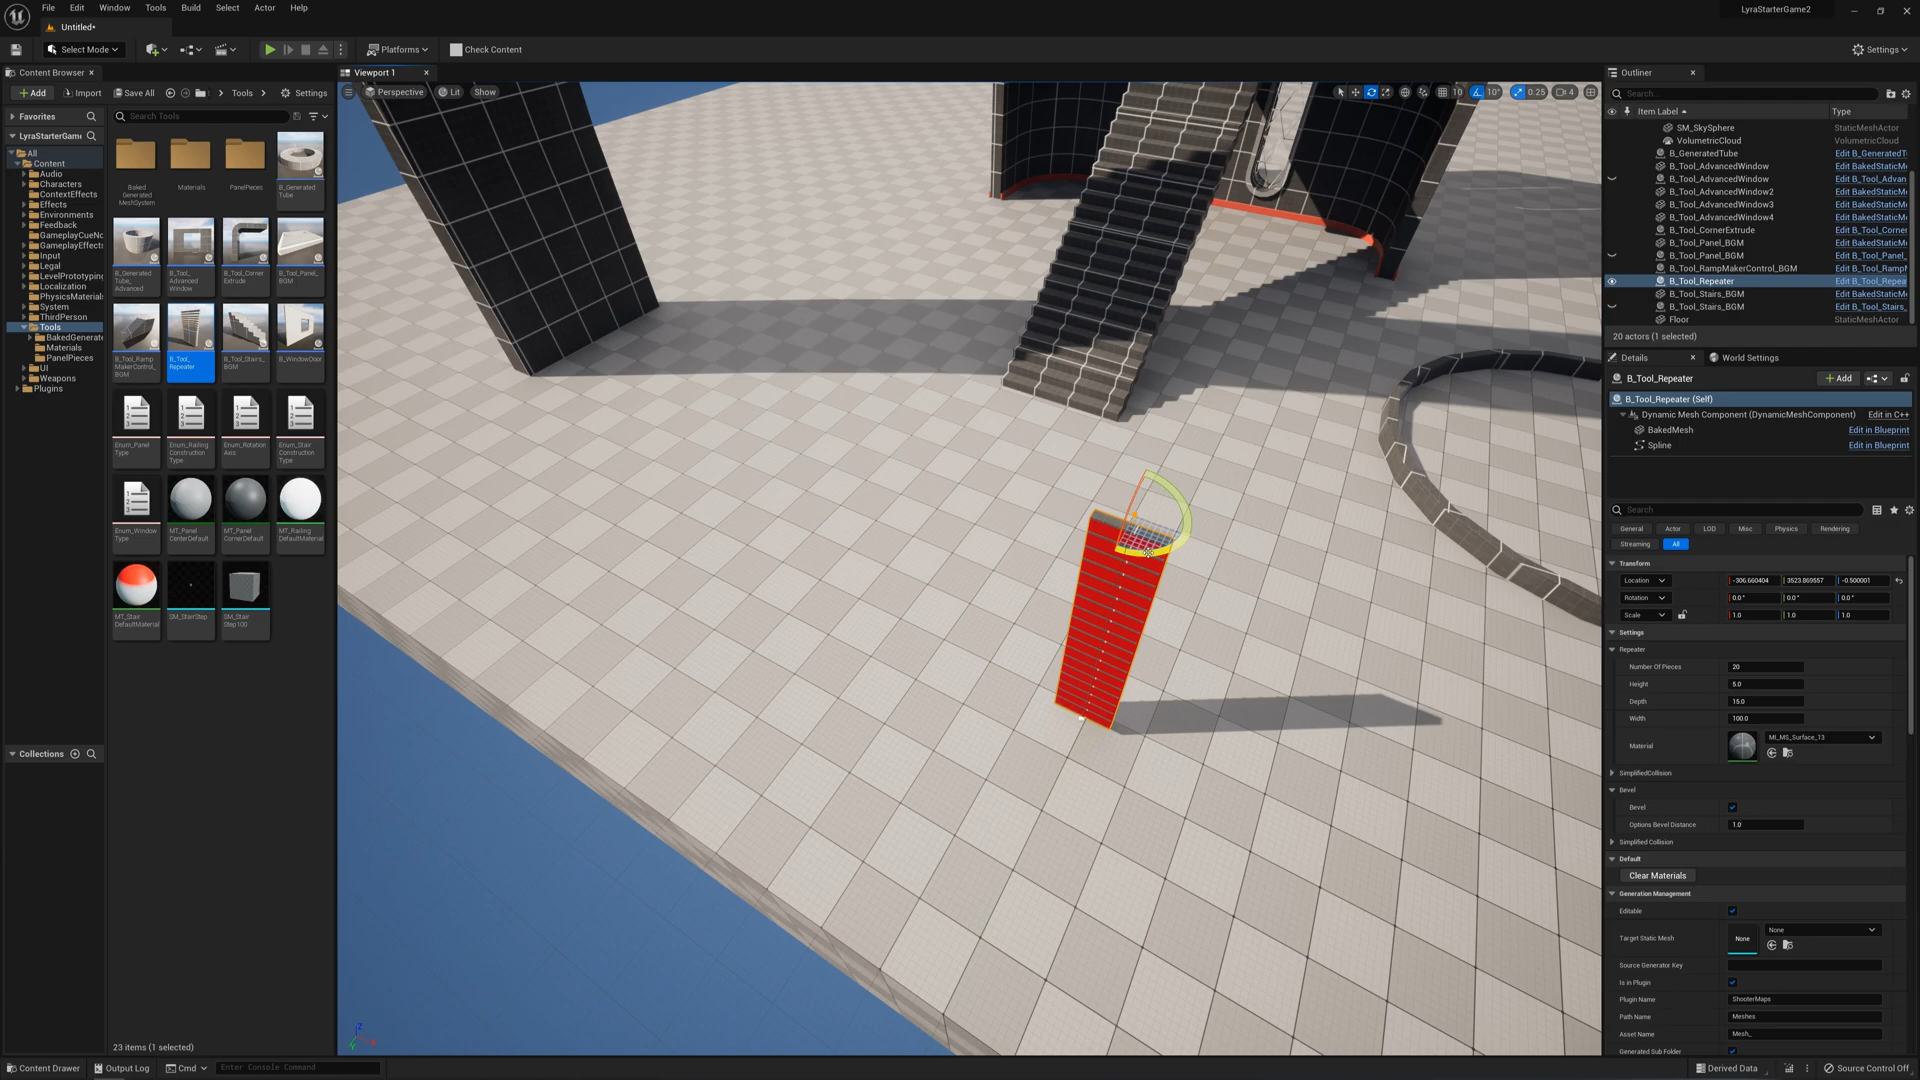 File Edit Window Tools Build Select Actor Help
LyraStarterGame2
Untitled*
Select Mode
Platforms
Check Content
Settings
Content Browser
Add
Import
Save All
Tools
Settings
Favorites
Search Tools
LyraStarterGame
All
Content
Audio
Characters
ContextEffects
Effects
Environments
Feedback
GameplayCueNo
GameplayEffects
Input
Legal
LevelPrototyping
Localization
PhysicsMaterial
System
ThirdPerson
Tools
BakedGenerate
Materials
PanelPieces
UI
Weapons
Plugins
Collections
Baked
Generated
MeshSystem
Materials
PanelPieces
B_Generated
Tube
B_Generated
Tube_Advanced
B_Tool_
Advanced
Window
B_Tool_Corner
Extrude
B_Tool_Panel_
BGM
B_Tool_Ramp
MakerControl_
BGM
B_Tool_
Repeater
B_Tool_Stairs_
BGM
B_WindowDoor
Enum_Panel
Type
Enum_Railing
Construction
Type
Enum_Rotation
Axis
Enum_Stair
Construction
Type
Enum_Window
Type
MT_Panel
CenterDefault
MT_Panel
CornerDefault
MT_Railing
DefaultMaterial
MT_Stair
DefaultMaterial
SM_StairStep
SM_Stair
Step100
23 items (1 selected)
Viewport 1
Perspective
Lit
Show
10
10°
0.25
4
Outliner
Search...
Item Label
Type
SM_SkySphere StaticMeshActor
VolumetricCloud VolumetricCloud
B_GeneratedTube Edit B_GeneratedT
B_Tool_AdvancedWindow Edit BakedStaticMe
B_Tool_AdvancedWindow Edit B_Tool_Advan
B_Tool_AdvancedWindow2 Edit BakedStaticMe
B_Tool_AdvancedWindow3 Edit BakedStaticMe
B_Tool_AdvancedWindow4 Edit BakedStaticMe
B_Tool_CornerExtrude Edit B_Tool_Corne
B_Tool_Panel_BGM Edit BakedStaticMe
B_Tool_Panel_BGM Edit B_Tool_Panel_
B_Tool_RampMakerControl_BGM Edit B_Tool_RampM
B_Tool_Repeater Edit B_Tool_Repea
B_Tool_Stairs_BGM Edit BakedStaticMe
B_Tool_Stairs_BGM Edit B_Tool_Stairs_
Floor StaticMeshActor
20 actors (1 selected)
Details
World Settings
B_Tool_Repeater
Add
B_Tool_Repeater (Self)
Dynamic Mesh Component (DynamicMeshComponent) Edit in C++
BakedMesh Edit in Blueprint
Spline Edit in Blueprint
Search
General Actor LOD Misc Physics Rendering
Streaming All
Transform
Location -306.660404 3523.869557 -0.500001
Rotation 0.0° 0.0° 0.0°
Scale 1.0 1.0 1.0
Settings
Repeater
Number Of Pieces 20
Height 5.0
Depth 15.0
Width 100.0
Material MI_MS_Surface_13
SimplifiedCollision
Bevel
Bevel
Options Bevel Distance 1.0
Simplified Collision
Default
Clear Materials
Generation Management
Editable
Target Static Mesh None None
Source Generator Key
Is in Plugin
Plugin Name ShooterMaps
Path Name Meshes
Asset Name Mesh_
Generated Sub Folder
Content Drawer
Output Log
Cmd
Enter Console Command
Derived Data
Source Control Off